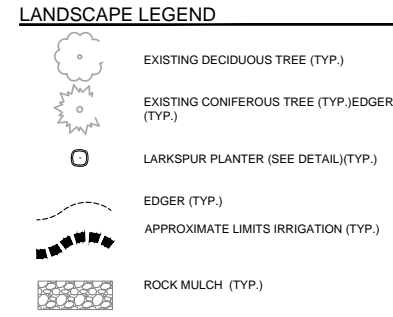 LANDSCAPE LEGEND
EXISTING DECIDUOUS TREE (TYP.)
EXISTING CONIFEROUS TREE (TYP.)EDGER
(TYP.)
LARKSPUR PLANTER (SEE DETAIL)(TYP.)
EDGER (TYP.)
APPROXIMATE LIMITS IRRIGATION (TYP.)
ROCK MULCH (TYP.)